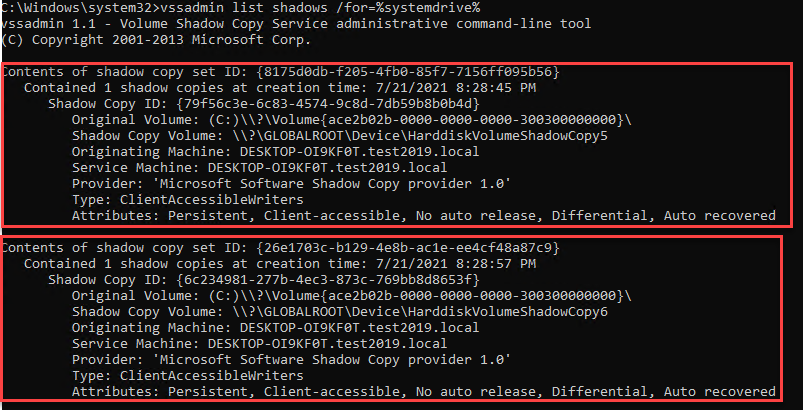 C:\Windows\system32>vssadmin list shadows /for=%systemdrive%
vssadmin 1.1 - Volume Shadow Copy Service administrative command-line tool
(C) Copyright 2001-2013 Microsoft Corp.
Contents of shadow copy set ID: {8175d0db-f205-4fb0-85f7-7156ff095b56}
Contained 1 shadow copies at creation time: 7/21/2021 8:28:45 PM
Shadow Copy ID: {79f56c3e-6c83-4574-9c8d-7db59b8b0b4d}
Original Volume: (C:)\\?\Volume{ace2b02b-0000-0000-0000-300300000000}\
Shadow Copy Volume: \\?\GLOBALROOT\Device\HarddiskVolumeShadowCopy5
Originating Machine: DESKTOP-OI9KF0T.test2019.local
Service Machine: DESKTOP-OI9KF0T.test2019.local
Provider: 'Microsoft Software Shadow Copy provider 1.0'
Type: ClientAccessibleWriters
Attributes: Persistent, Client-accessible, No auto release, Differential, Auto recovered
Contents of shadow copy set ID: {26e1703c-b129-4e8b-ac1e-ee4cf48a87c9}
Contained 1 shadow copies at creation time: 7/21/2021 8:28:57 PM
Shadow Copy ID: {6c234981-277b-4ec3-873c-769bb8d8653f}
Original Volume: (C:)\\?\Volume{ace2b02b-0000-0000-0000-300300000000}\
Shadow Copy Volume: \\?\GLOBALROOT\Device\HarddiskVolumeShadowCopy6
Originating Machine: DESKTOP-OI9KF0T.test2019.local
Service Machine: DESKTOP-OI9KF0T.test2019.local
Provider: 'Microsoft Software Shadow Copy provider 1.0'
Type: ClientAccessibleWriters
Attributes: Persistent, Client-accessible, No auto release, Differential, Auto recovered